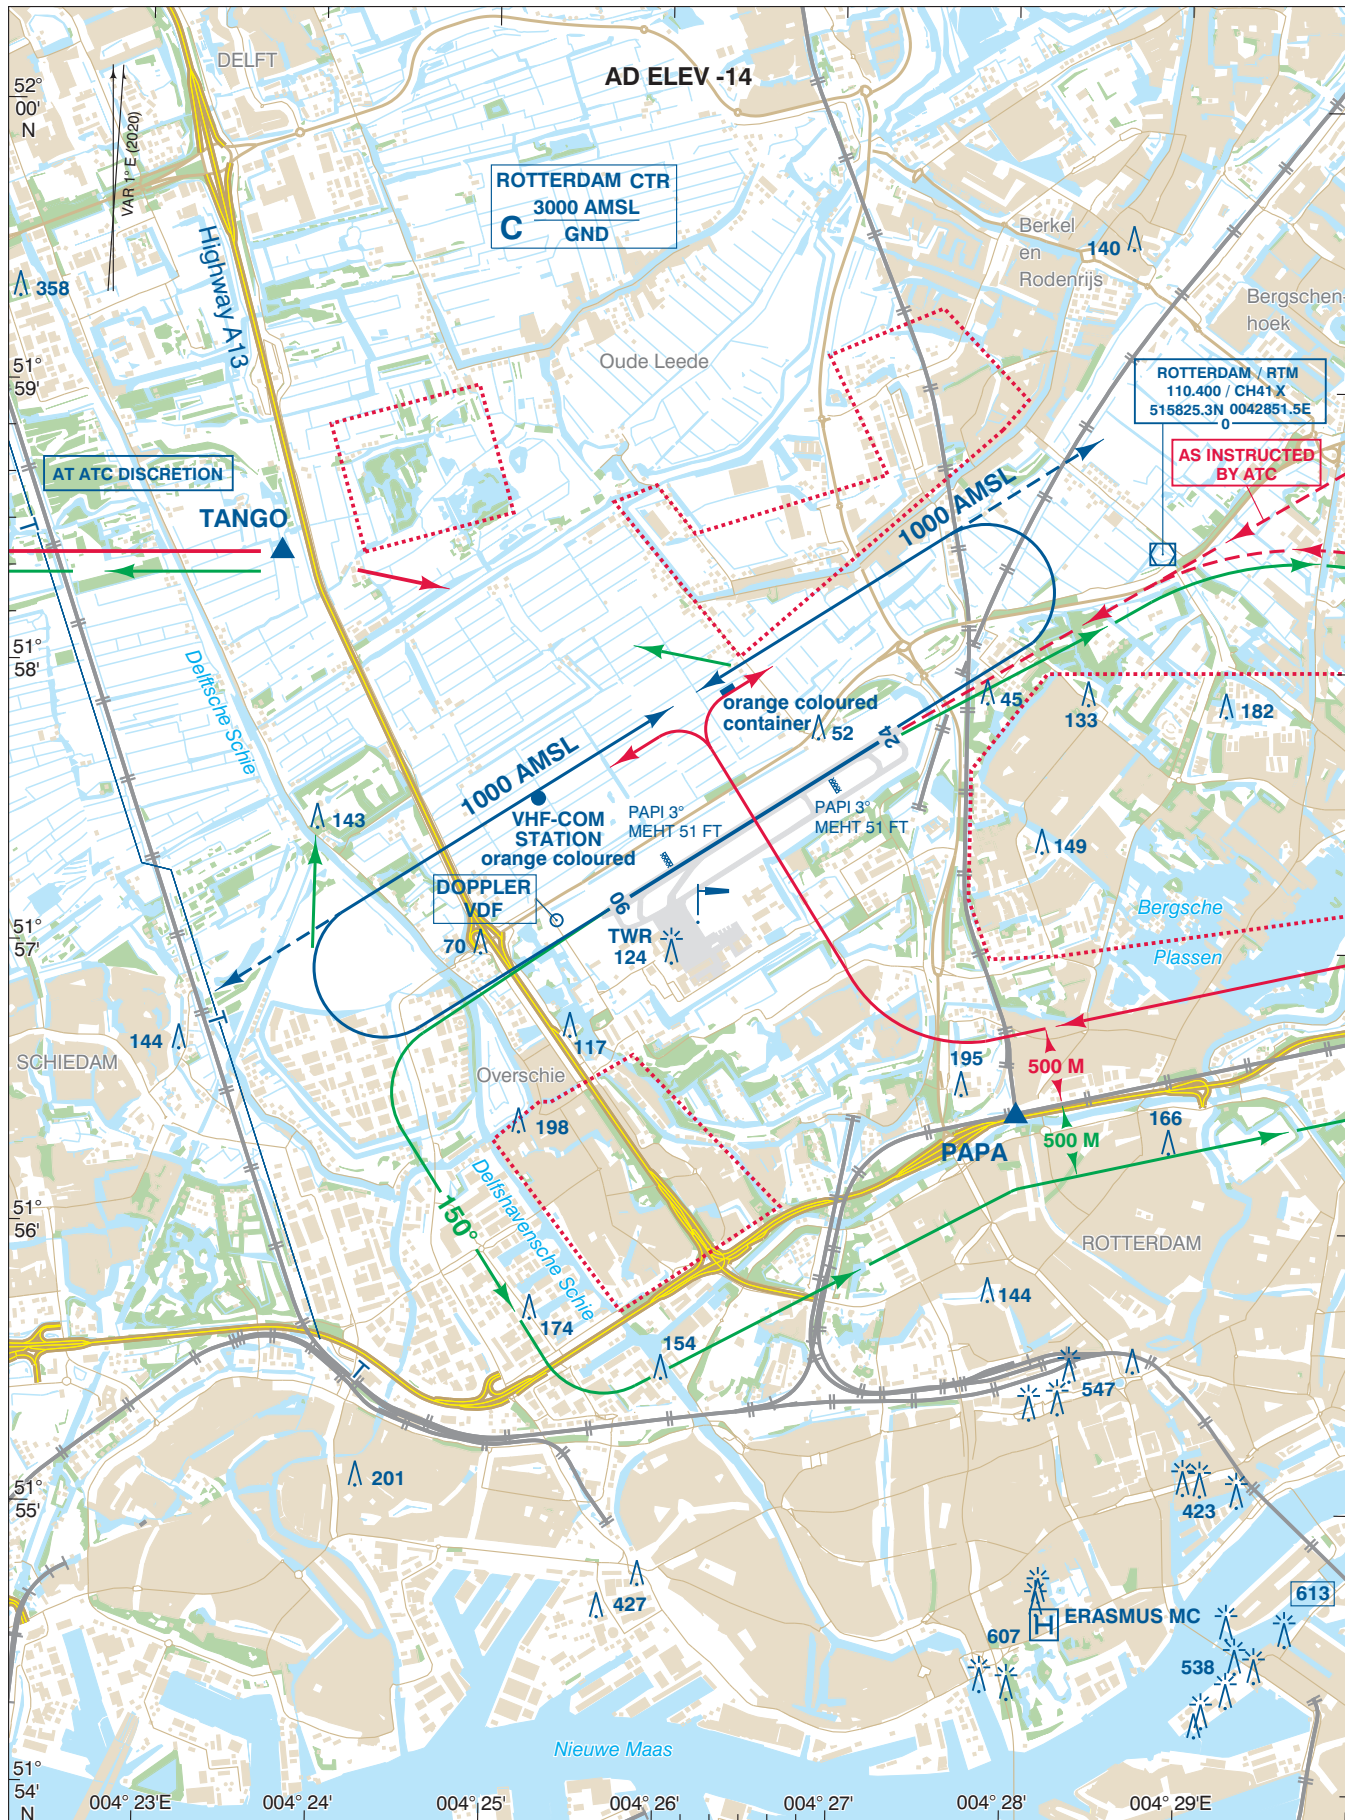 DELFT
AD ELEV -14
52°
00'
N
VAR 1° E (2020)
ROTTERDAM CTR
C
3000 AMSL
GND
Highway A13
358
Berkel
en
Rodenrijs
140
Bergschen-
hoek
51°
59'
Oude Leede
ROTTERDAM / RTM
110.400 / CH41 X
515825.3N 0042851.5E
0
AT ATC DISCRETION
AS INSTRUCTED
BY ATC
T
TANGO
1000 AMSL
51°
58'
Delftsche Schie
orange coloured
container
52
45
133
182
24
1000 AMSL
VHF-COM
STATION
orange coloured
PAPI 3°
MEHT 51 FT
PAPI 3°
MEHT 51 FT
143
149
DOPPLER
VDF
06
51°
57'
70
TWR
124
Bergsche
Plassen
T
144
SCHIEDAM
117
Overschie
195
500 M
198
166
500 M
PAPA
Delfshavensche Schie
150°
51°
56'
ROTTERDAM
144
174
154
T
547
201
51°
55'
423
427
613
ERASMUS MC
H
607
538
Nieuwe Maas
51°
54'
N
004° 23'E
004° 24'
004° 25'
004° 26'
004° 27'
004° 28'
004° 29'E